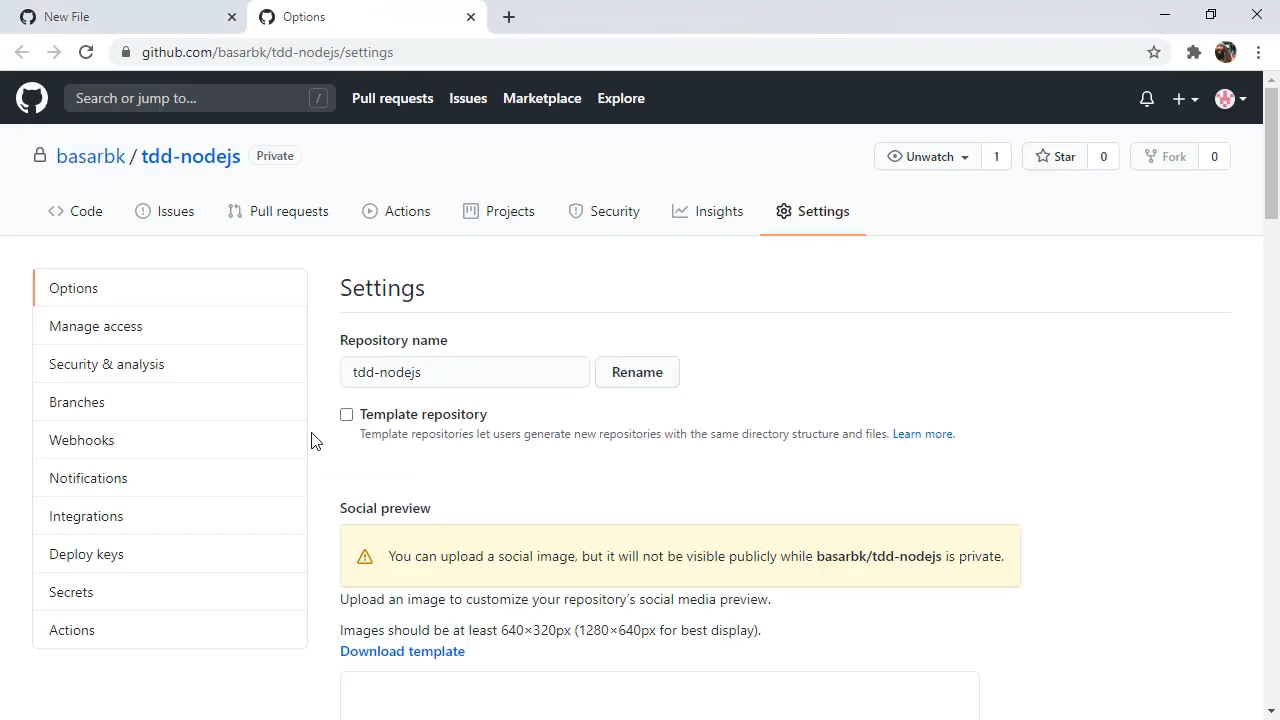 New File
Options
github.com/basarbk/tdd-nodejs/settings
Search or jump to...
/
Pull requests
Issues
Marketplace
Explore
basarbk / tdd-nodejs
Private
Unwatch
1
Star
0
Fork
0
Code
Issues
Pull requests
Actions
Projects
Security
Insights
Settings
Options
Manage access
Security & analysis
Branches
Webhooks
Notifications
Integrations
Deploy keys
Secrets
Actions
Settings
Repository name
tdd-nodejs
Rename
Template repository
Template repositories let users generate new repositories with the same directory structure and files. Learn more.
Social preview
You can upload a social image, but it will not be visible publicly while basarbk/tdd-nodejs is private.
Upload an image to customize your repository's social media preview.
Images should be at least 640×320px (1280×640px for best display).
Download template